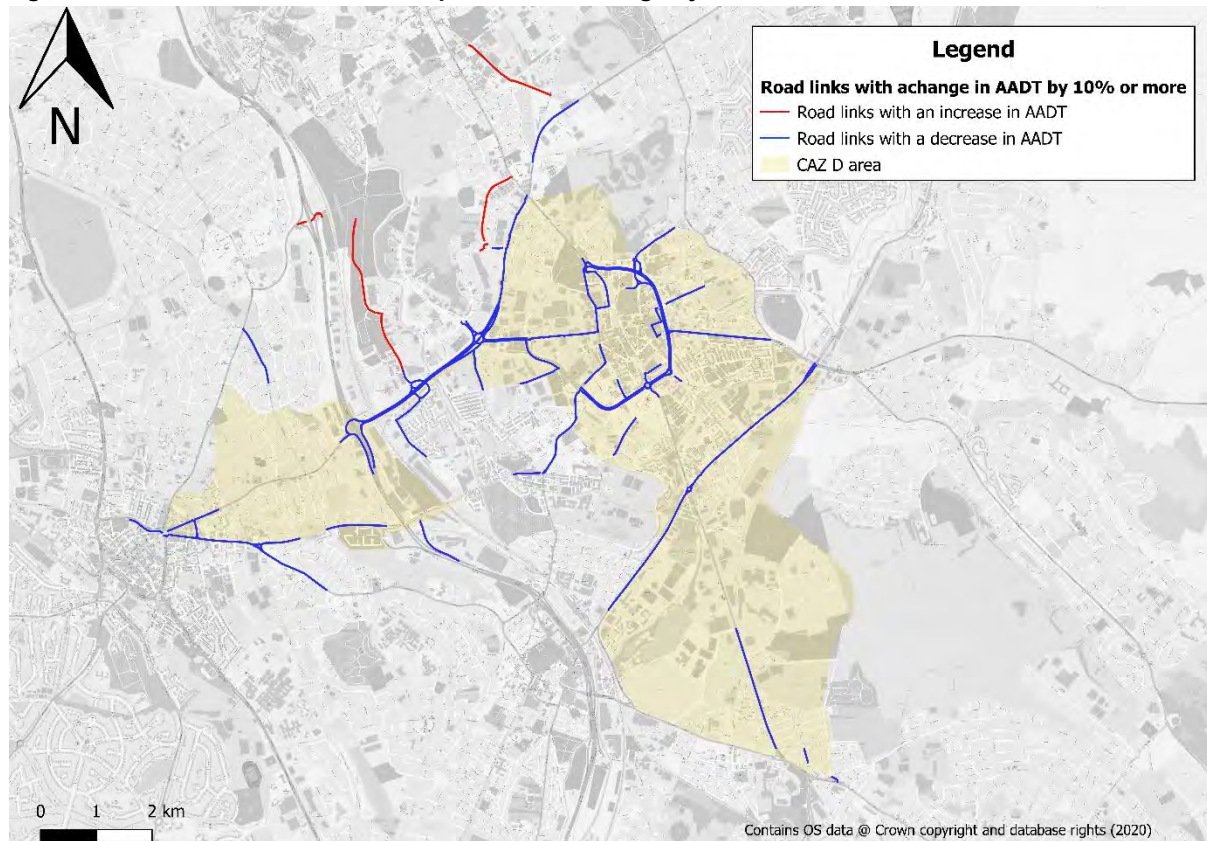 N
Legend
Road links with achange in AADT by 10% or more
Road links with an increase in AADT
Road links with a decrease in AADT
CAZ D area
0 1 2 km
Contains OS data @ Crown copyright and database rights (2020)